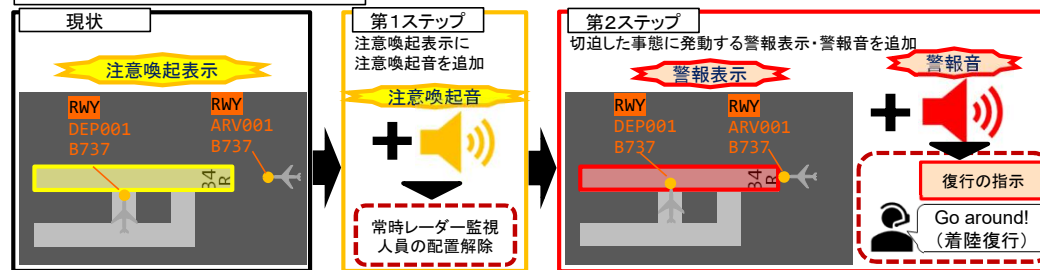 現状
注意喚起表示
RWY
DEP001
B737
RWY
ARV001
B737
34
R
第1ステップ
注意喚起表示に
注意喚起音を追加
注意喚起音
常時レーダー監視
人員の配置解除
第2ステップ
切迫した事態に発動する警報表示・警報音を追加
警報表示
RWY
DEP001
B737
RWY
ARV001
B737
34
R
警報音
復行の指示
Go around!
（着陸復行）